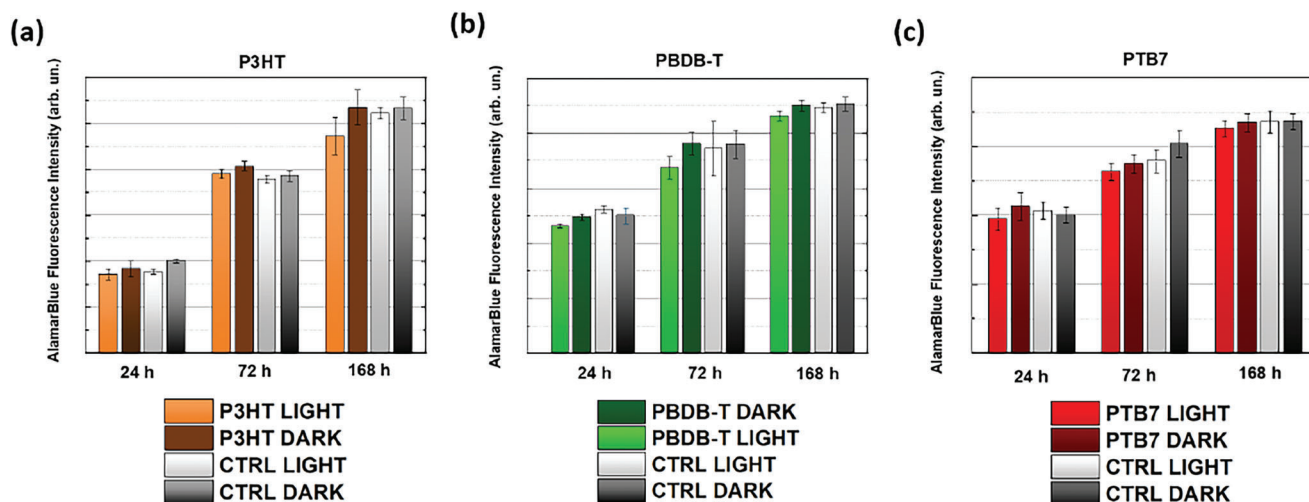 (a)
P3HT
AlamarBlue Fluorescence Intensity (arb. un.)
24 h 72 h 168 h
P3HT LIGHT
P3HT DARK
CTRL LIGHT
CTRL DARK
(b)
PBDB-T
AlamarBlue Fluorescence Intensity (arb. un.)
24 h 72 h 168 h
PBDB-T DARK
PBDB-T LIGHT
CTRL LIGHT
CTRL DARK
(c)
PTB7
AlamarBlue Fluorescence Intensity (arb. un.)
24 h 72 h 168 h
PTB7 LIGHT
PTB7 DARK
CTRL LIGHT
CTRL DARK